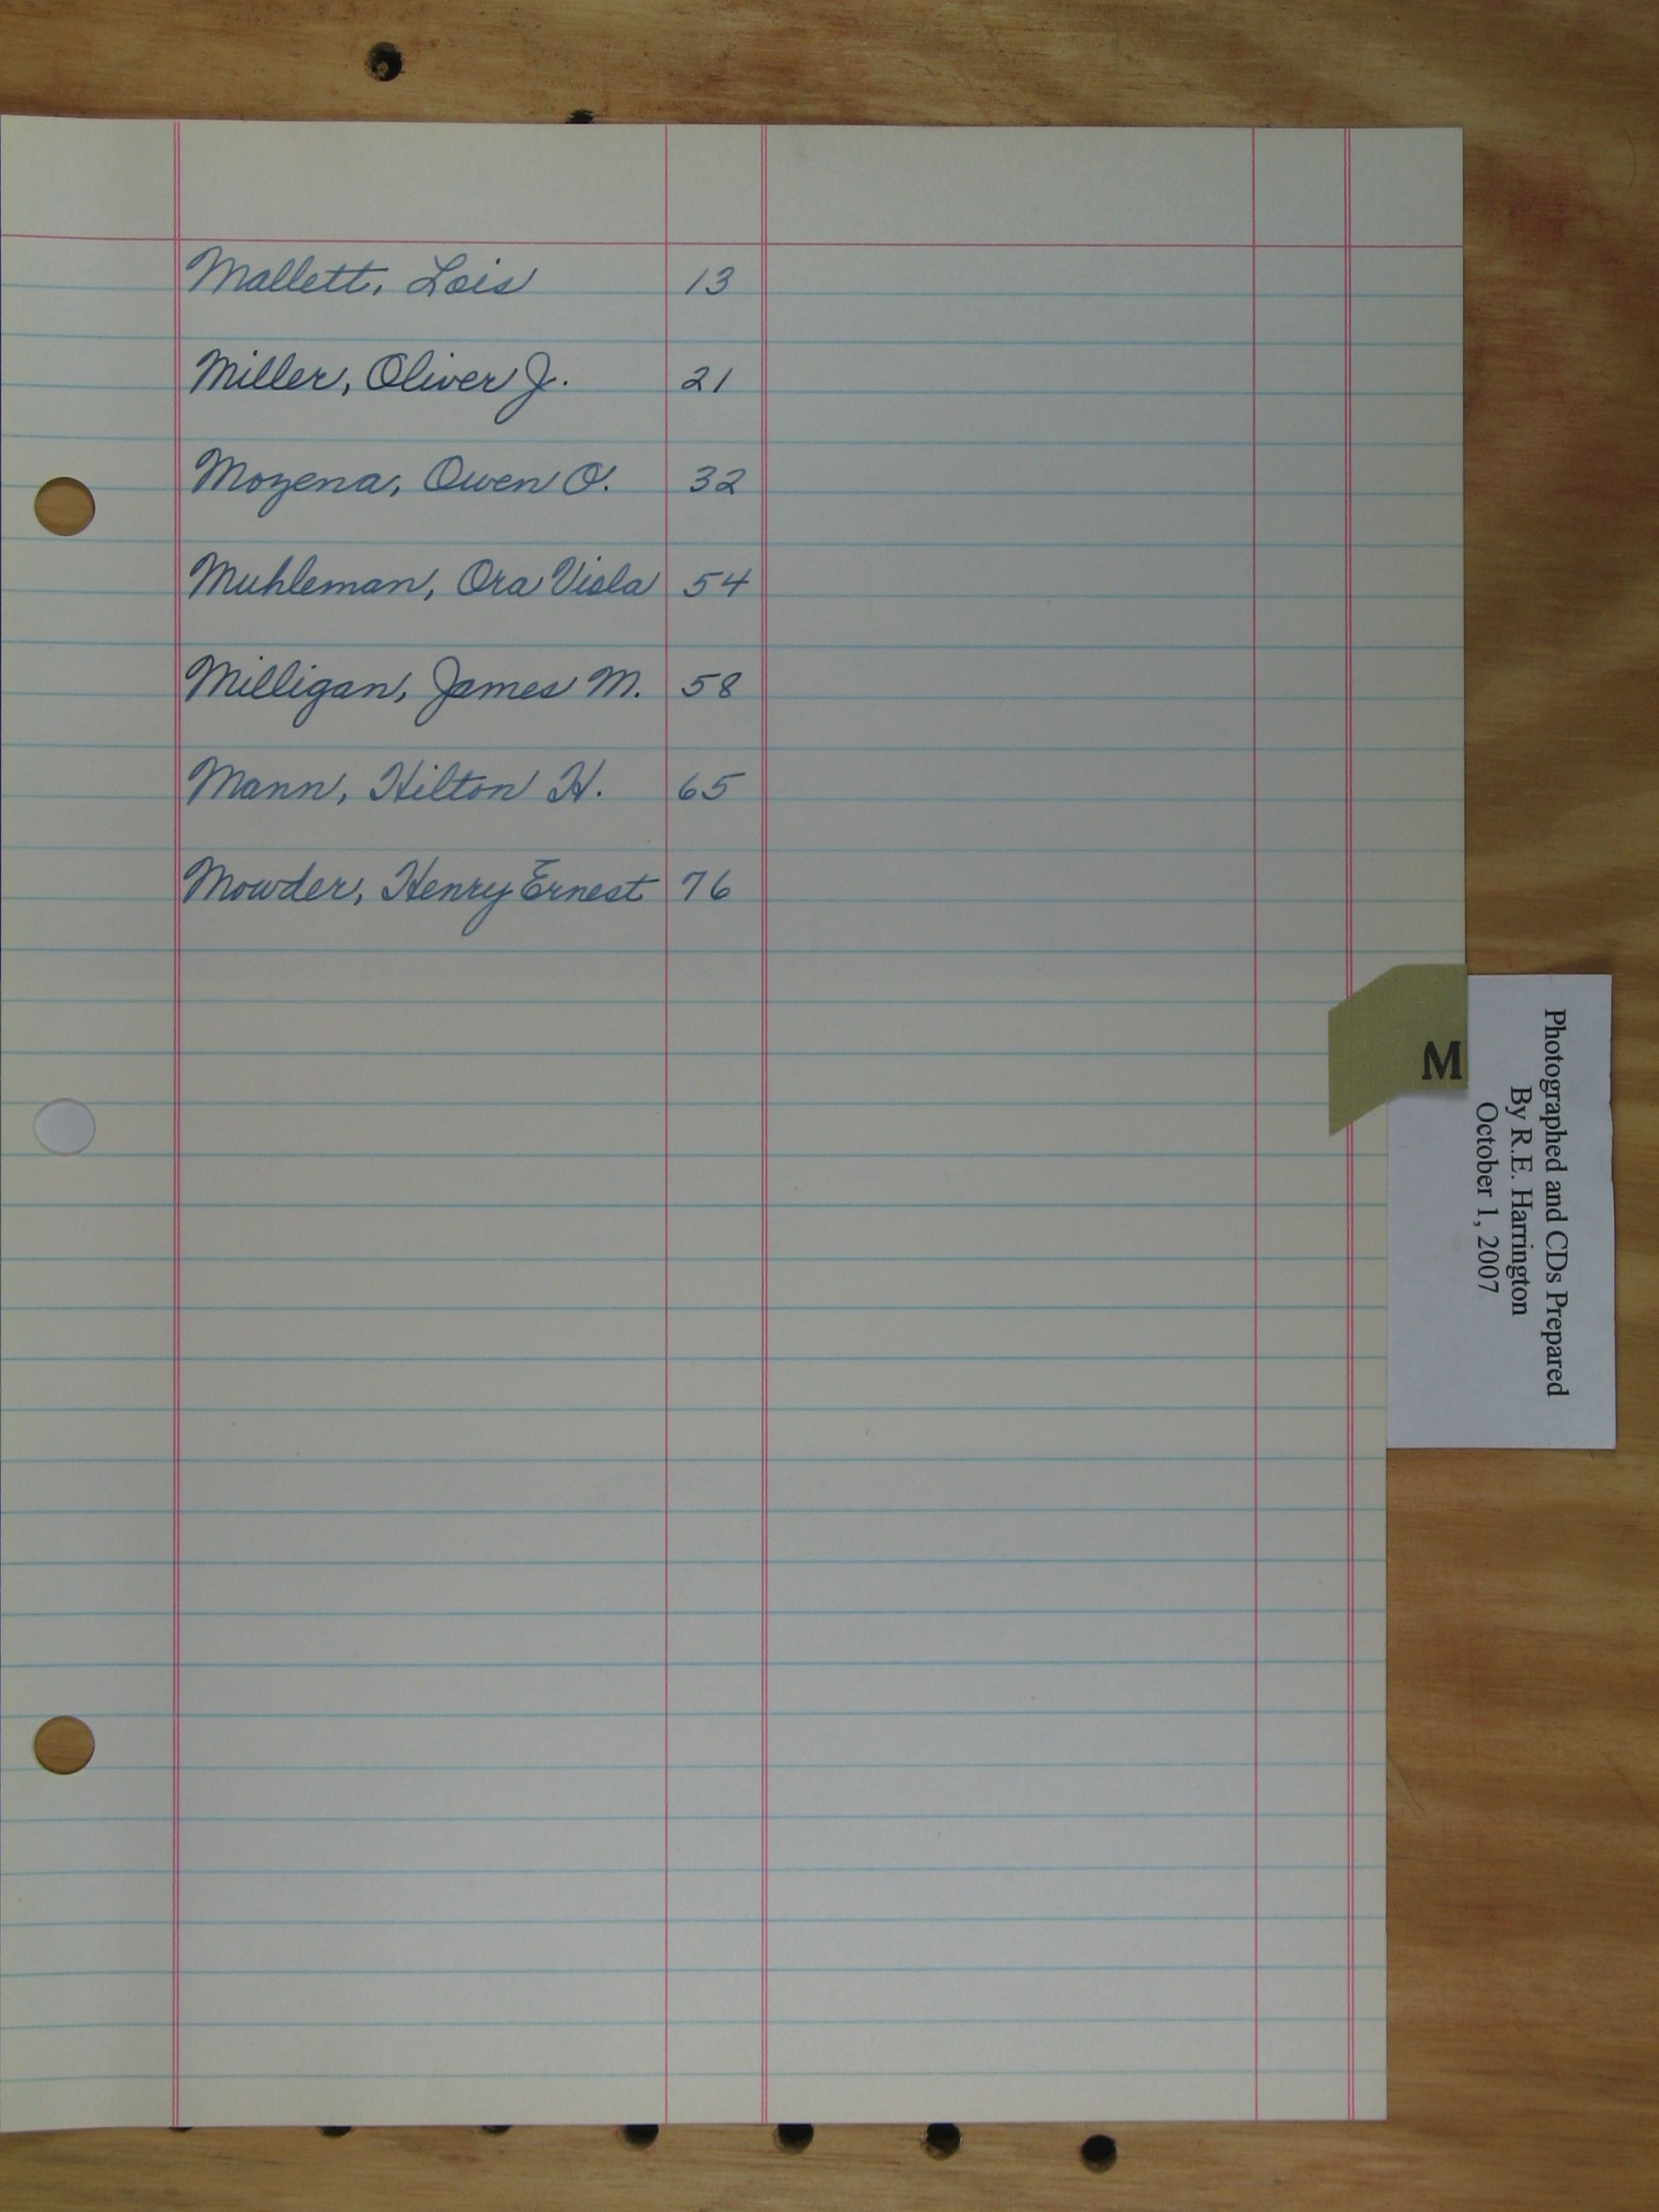 Mallett, Lois 13
Miller, Oliver J. 21
Mozena, Owen O. 32
Muhleman, Ora Viola 54
Milligan, James M. 58
Mann, Hilton H. 65
Mowder, Henry Ernest 76
M
Photographed and CDs Prepared
By R.E. Harrington
October 1, 2007